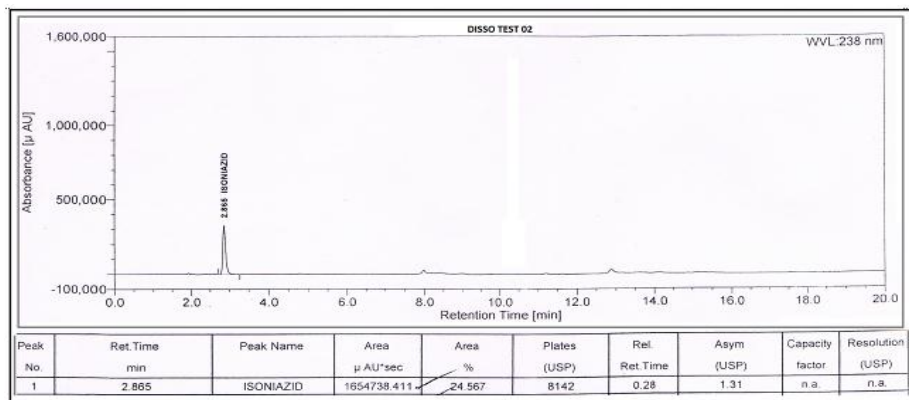 DISSO TEST 02
WVL:238 nm
1,600,000
1,000,000
500,000
-100,000
Absorbance [µ AU]
2.865 ISONIAZID
0.0 2.0 4.0 6.0 8.0 10.0 12.0 14.0 16.0 18.0 20.0
Retention Time [min]
Peak Ret.Time Peak Name Area Area Plates Rel. Asym Capacity Resolution
No. min µ AU*sec % (USP) Ret.Time (USP) factor (USP)
1 2.865 ISONIAZID 1654738.411 24.567 8142 0.28 1.31 n.a. n.a.